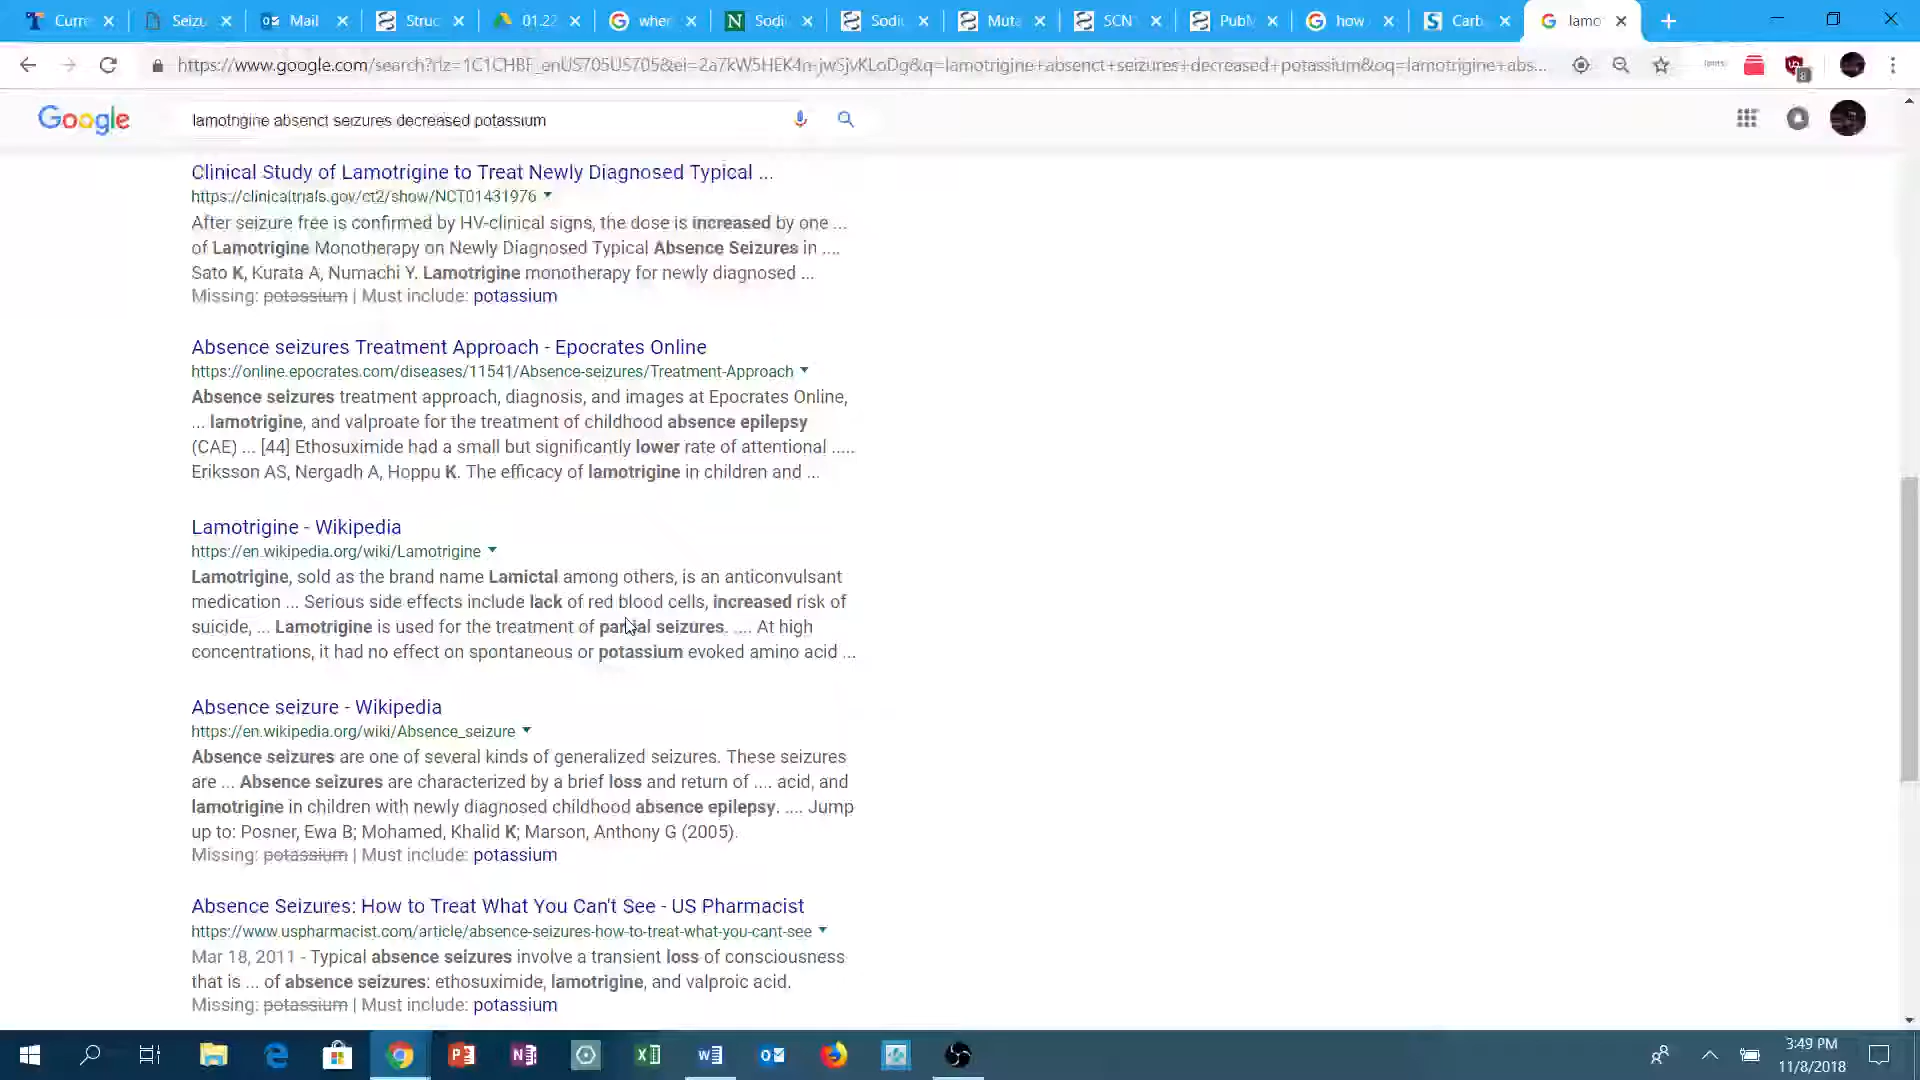 Curre
Seizu
Mail
Struc
01.22
wher
Sodi
Sodi
Muta
SCN
PubM
how
Carb
lamo
https://www.google.com/search?rlz=1C1CHBF_enUS705US705&ei=2a7kW5HEK4n-jwSjvKLoDg&q=lamotrigine+absenct+seizures+decreased+potassium&oq=lamotrigine+abs...
Google
lamotrigine absenct seizures decreased potassium
Clinical Study of Lamotrigine to Treat Newly Diagnosed Typical ...
https://clinicaltrials.gov/ct2/show/NCT01431976
After seizure free is confirmed by HV-clinical signs, the dose is increased by one ...
of Lamotrigine Monotherapy on Newly Diagnosed Typical Absence Seizures in ....
Sato K, Kurata A, Numachi Y. Lamotrigine monotherapy for newly diagnosed ...
Missing: potassium | Must include: potassium
Absence seizures Treatment Approach - Epocrates Online
https://online.epocrates.com/diseases/11541/Absence-seizures/Treatment-Approach
Absence seizures treatment approach, diagnosis, and images at Epocrates Online,
... lamotrigine, and valproate for the treatment of childhood absence epilepsy
(CAE) ... [44] Ethosuximide had a small but significantly lower rate of attentional .....
Eriksson AS, Nergadh A, Hoppu K. The efficacy of lamotrigine in children and ...
Lamotrigine - Wikipedia
https://en.wikipedia.org/wiki/Lamotrigine
Lamotrigine, sold as the brand name Lamictal among others, is an anticonvulsant
medication ... Serious side effects include lack of red blood cells, increased risk of
suicide, ... Lamotrigine is used for the treatment of partial seizures. .... At high
concentrations, it had no effect on spontaneous or potassium evoked amino acid ...
Absence seizure - Wikipedia
https://en.wikipedia.org/wiki/Absence_seizure
Absence seizures are one of several kinds of generalized seizures. These seizures
are ... Absence seizures are characterized by a brief loss and return of .... acid, and
lamotrigine in children with newly diagnosed childhood absence epilepsy. .... Jump
up to: Posner, Ewa B; Mohamed, Khalid K; Marson, Anthony G (2005).
Missing: potassium | Must include: potassium
Absence Seizures: How to Treat What You Can't See - US Pharmacist
https://www.uspharmacist.com/article/absence-seizures-how-to-treat-what-you-cant-see
Mar 18, 2011 - Typical absence seizures involve a transient loss of consciousness
that is ... of absence seizures: ethosuximide, lamotrigine, and valproic acid.
Missing: potassium | Must include: potassium
3:49 PM
11/8/2018